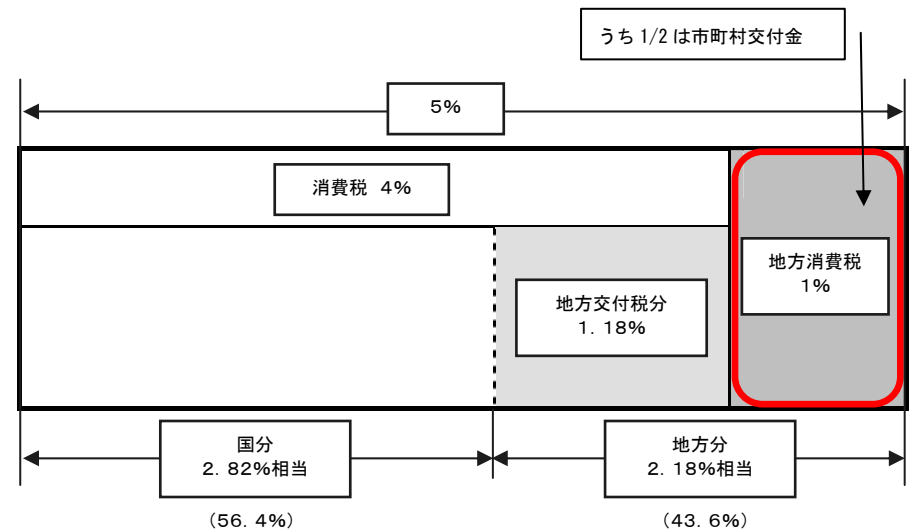 うち 1/2 は市町村交付金
5%
消費税 4%
地方消費税
1%
地方交付税分
1．18%
国分
2．82%相当
地方分
2．18%相当
（56．4%）
（43．6%）